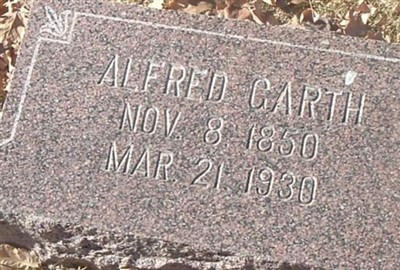 ALFRED GARTH
NOV. 8 1850
MAR. 21. 1930